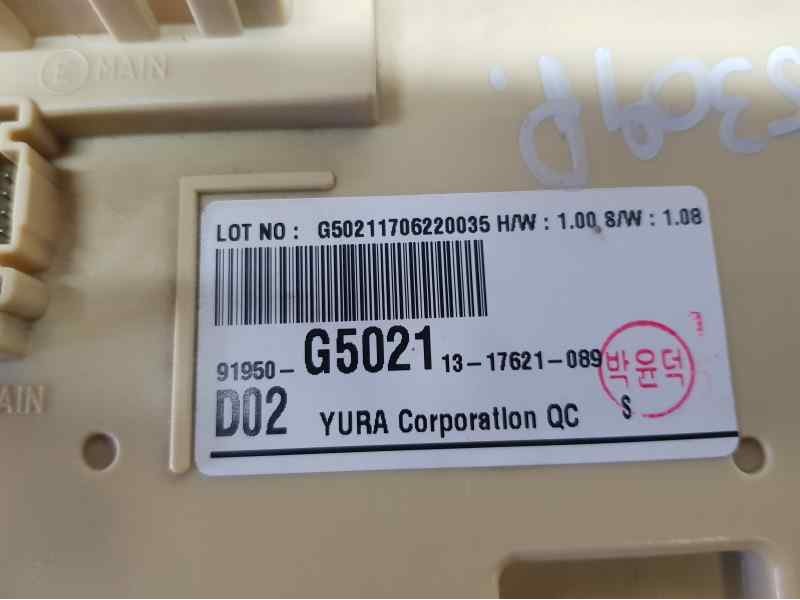 E MAIN
LOT NO : G50211706220035 H/W : 1.00 S/W : 1.08
91950- G5021 13-17621-089
박윤덕
D02 YURA Corporation QC S
AIN